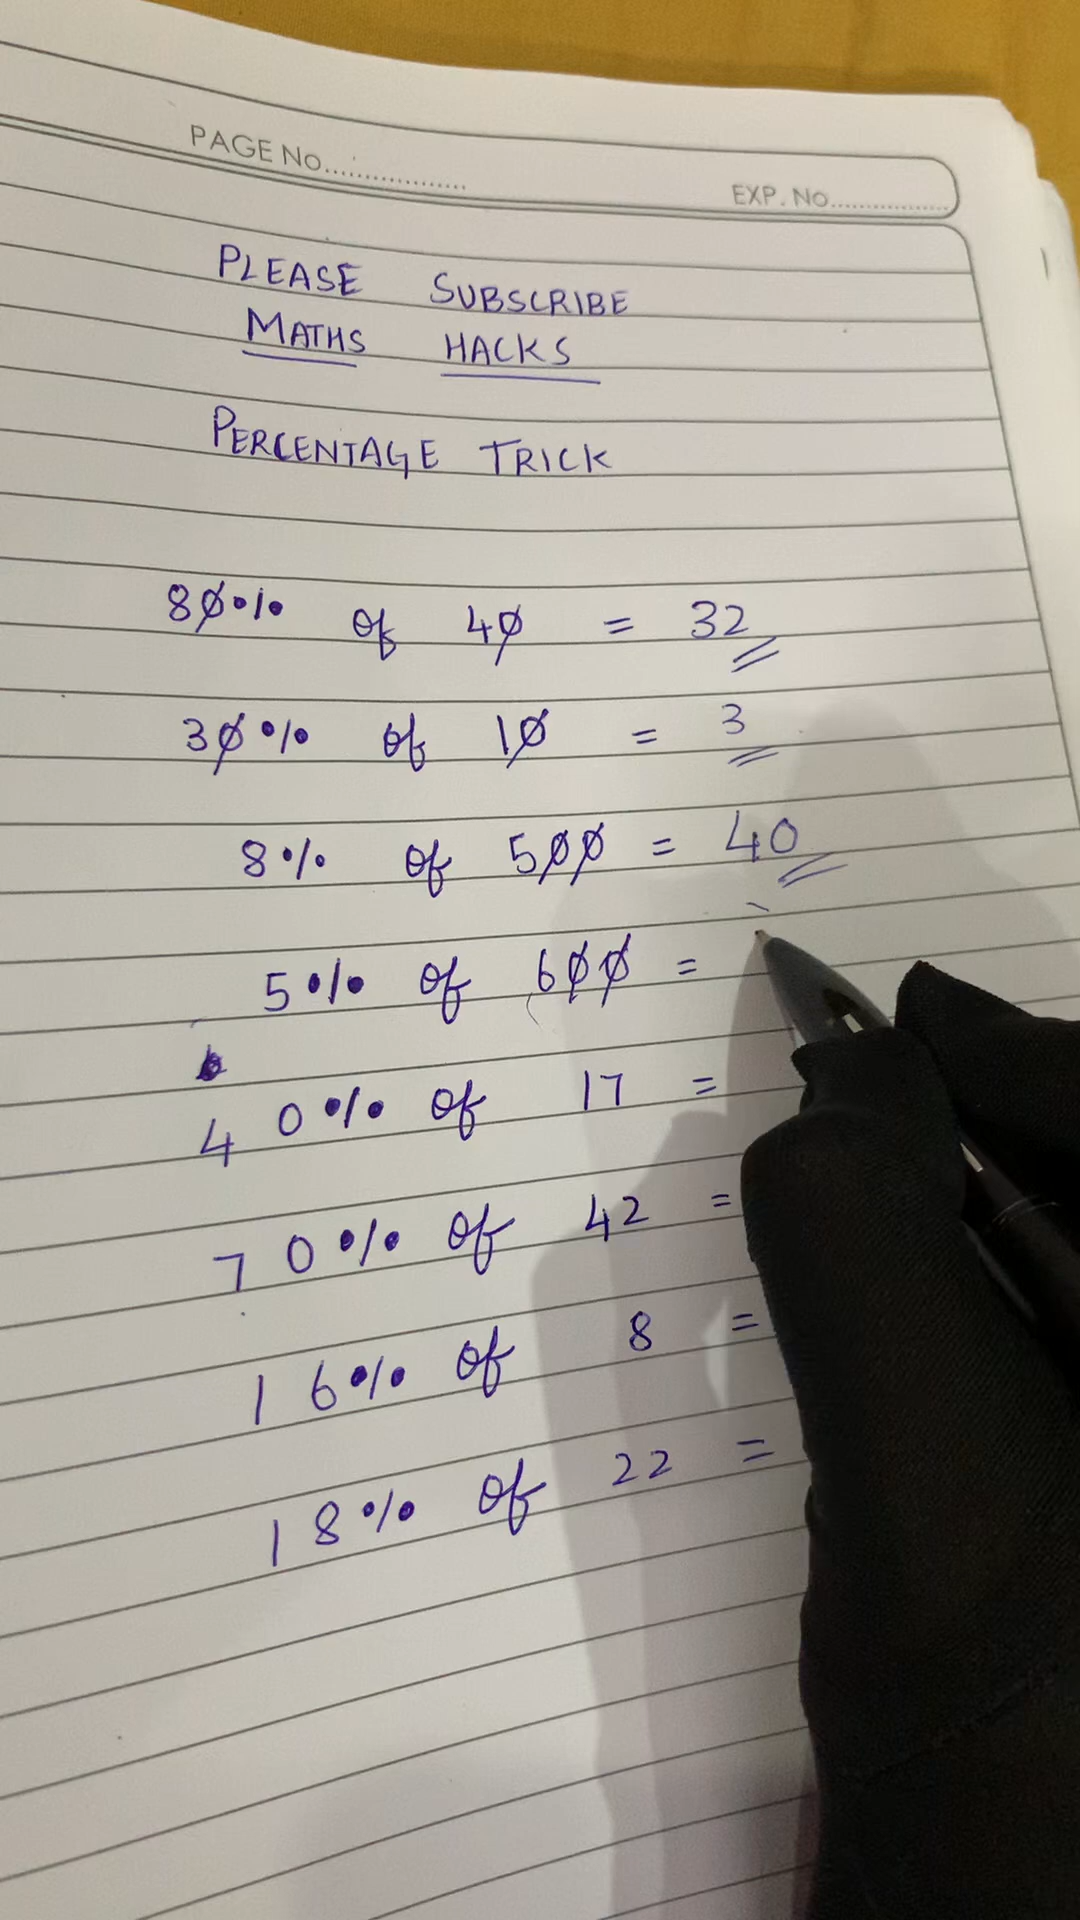 PAGE NO..................
EXP. NO..................
PLEASE SUBSCRIBE
MATHS HACKS
PERCENTAGE TRICK
80% of 40 = 32
30% of 10 = 3
8% of 500 = 40
5% of 600 =
40% of 17 =
70% of 42 =
16% of 8 =
18% of 22 =